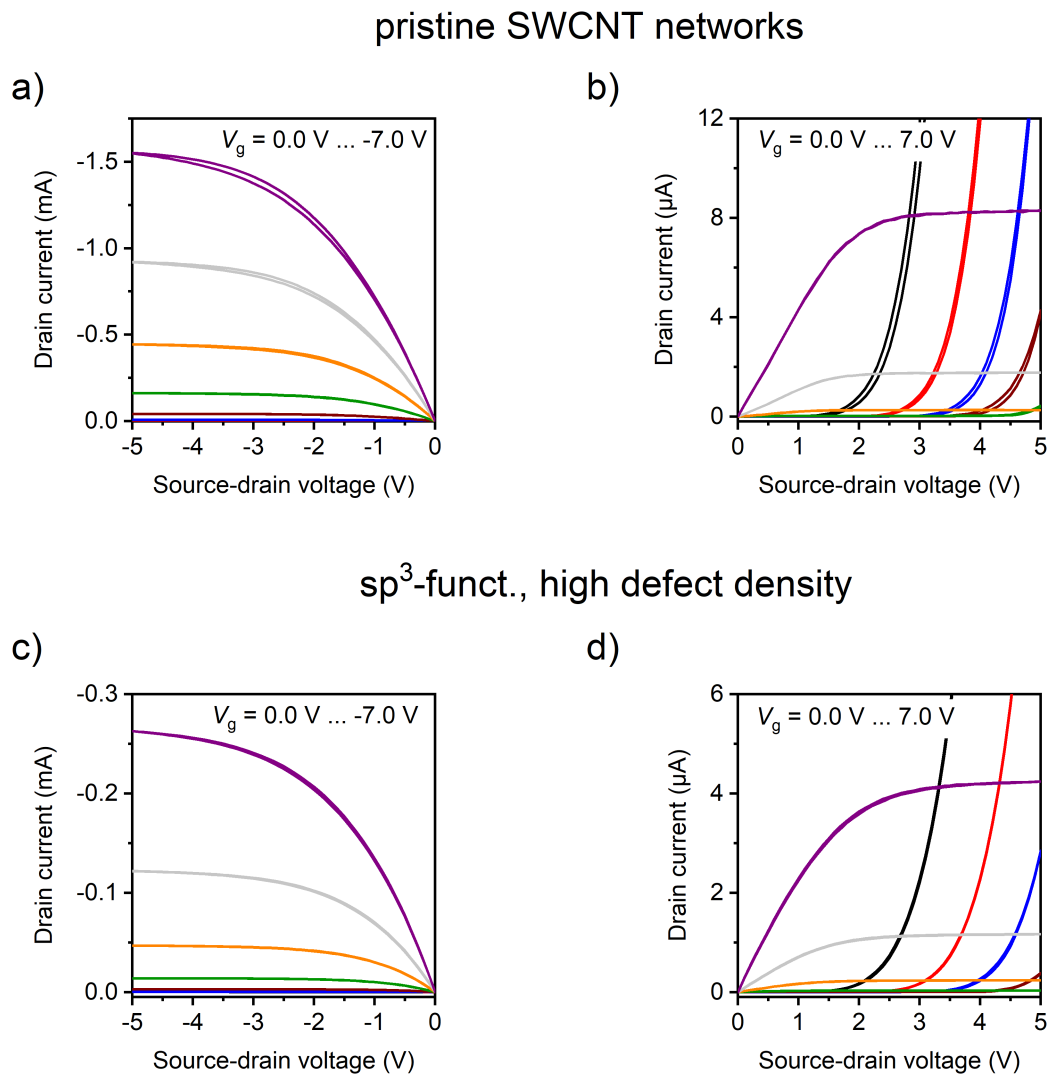 pristine SWCNT networks
a)
b)
V_g = 0.0 V ... -7.0 V
-1.5
-1.0
-0.5
0.0
Drain current (mA)
-5 -4 -3 -2 -1 0
Source-drain voltage (V)
V_g = 0.0 V ... 7.0 V
12
8
4
0
Drain current (µA)
0 1 2 3 4 5
Source-drain voltage (V)
sp³-funct., high defect density
c)
d)
V_g = 0.0 V ... -7.0 V
-0.3
-0.2
-0.1
0.0
Drain current (mA)
-5 -4 -3 -2 -1 0
Source-drain voltage (V)
V_g = 0.0 V ... 7.0 V
6
4
2
0
Drain current (µA)
0 1 2 3 4 5
Source-drain voltage (V)